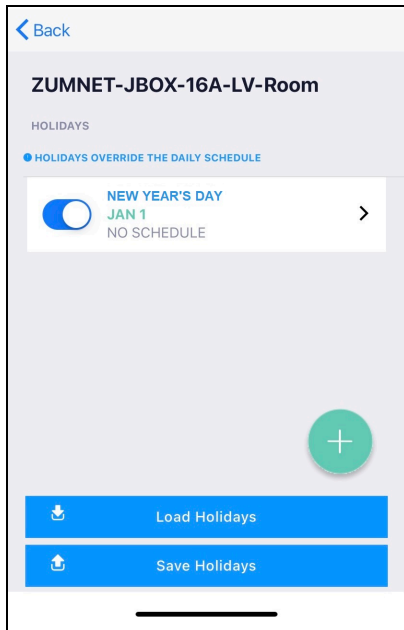 Back
ZUMNET-JBOX-16A-LV-Room
HOLIDAYS
HOLIDAYS OVERRIDE THE DAILY SCHEDULE
NEW YEAR'S DAY
JAN 1
NO SCHEDULE
Load Holidays
Save Holidays